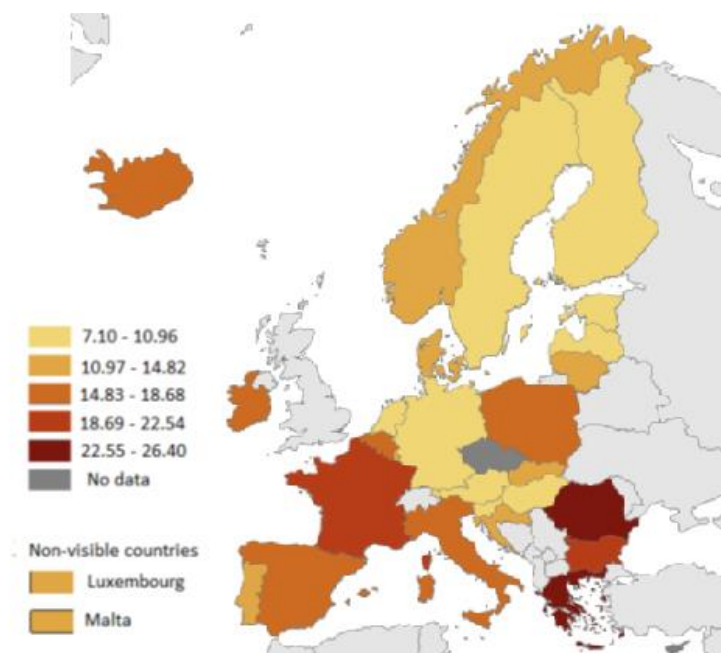 7.10 - 10.96
10.97 - 14.82
14.83 - 18.68
18.69 - 22.54
22.55 - 26.40
No data
Non-visible countries
Luxembourg
Malta